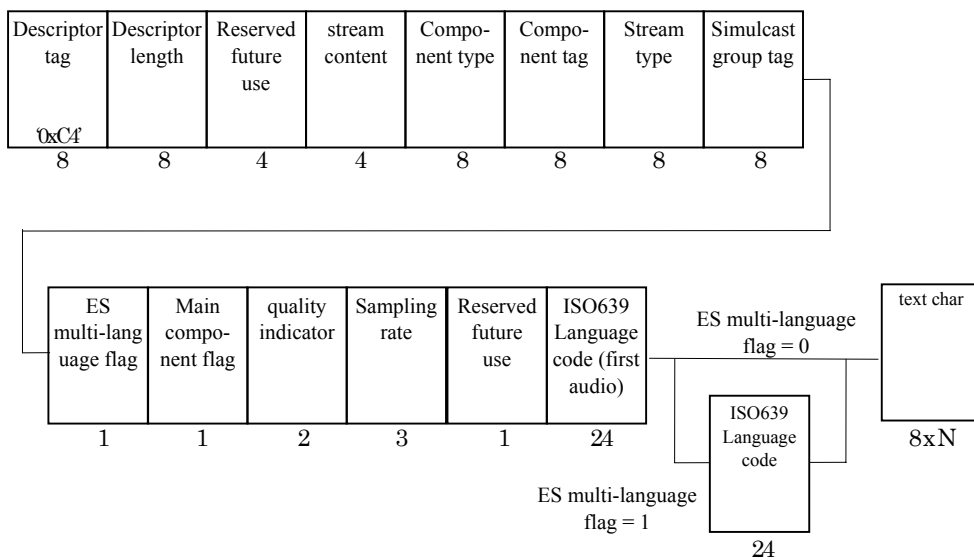 Descriptor
tag
‘0xC4’
8
Descriptor
length
8
Reserved
future
use
4
stream
content
4
Compo-
nent type
8
Compo-
nent tag
8
Stream
type
8
Simulcast
group tag
8
ES
multi-lang
uage flag
1
Main
compo-
nent flag
1
quality
indicator
2
Sampling
rate
3
Reserved
future
use
1
ISO639
Language
code (first
audio)
24
ES multi-language
flag = 0
ISO639
Language
code
24
ES multi-language
flag = 1
text char
8xN